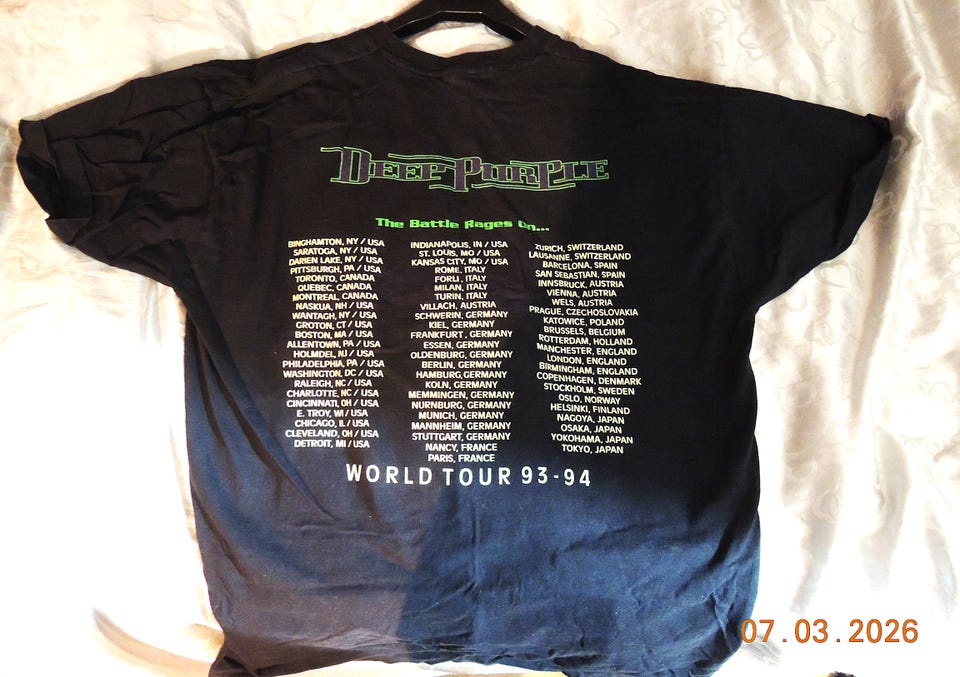 DEEP PURPLE
The Battle Rages On...
BINGHAMTON, NY / USA
SARATOGA, NY / USA
DARIEN LAKE, NY / USA
PITTSBURGH, PA / USA
TORONTO, CANADA
QUEBEC, CANADA
MONTREAL, CANADA
NASKUA, NH / USA
WANTAGH, NY / USA
GROTON, CT / USA
BOSTON, MA / USA
ALLENTOWN, PA / USA
HOLMDEL, NJ / USA
PHILADELPHIA, PA / USA
WASHINGTON, DC / USA
RALEIGH, NC / USA
CHARLOTTE, NC / USA
CINCINNATI, OH / USA
E. TROY, WI / USA
CHICAGO, IL / USA
CLEVELAND, OH / USA
DETROIT, MI / USA
INDIANAPOLIS, IN / USA
ST. LOUIS, MO / USA
KANSAS CITY, MO / USA
ROME, ITALY
FORLI, ITALY
MILAN, ITALY
TURIN, ITALY
VILLACH, AUSTRIA
SCHWERIN, GERMANY
KIEL, GERMANY
FRANKFURT, GERMANY
ESSEN, GERMANY
OLDENBURG, GERMANY
BERLIN, GERMANY
HAMBURG, GERMANY
KOLN, GERMANY
MEMMINGEN, GERMANY
NURNBURG, GERMANY
MUNICH, GERMANY
MANNHEIM, GERMANY
STUTTGART, GERMANY
NANCY, FRANCE
PARIS, FRANCE
ZURICH, SWITZERLAND
LAUSANNE, SWITZERLAND
BARCELONA, SPAIN
SAN SEBASTIAN, SPAIN
INNSBRUCK, AUSTRIA
VIENNA, AUSTRIA
WELS, AUSTRIA
PRAGUE, CZECHOSLOVAKIA
KATOWICE, POLAND
BRUSSELS, BELGIUM
ROTTERDAM, HOLLAND
MANCHESTER, ENGLAND
LONDON, ENGLAND
BIRMINGHAM, ENGLAND
COPENHAGEN, DENMARK
STOCKHOLM, SWEDEN
OSLO, NORWAY
HELSINKI, FINLAND
NAGOYA, JAPAN
OSAKA, JAPAN
YOKOHAMA, JAPAN
TOKYO, JAPAN
WORLD TOUR 93-94
07.03.2026